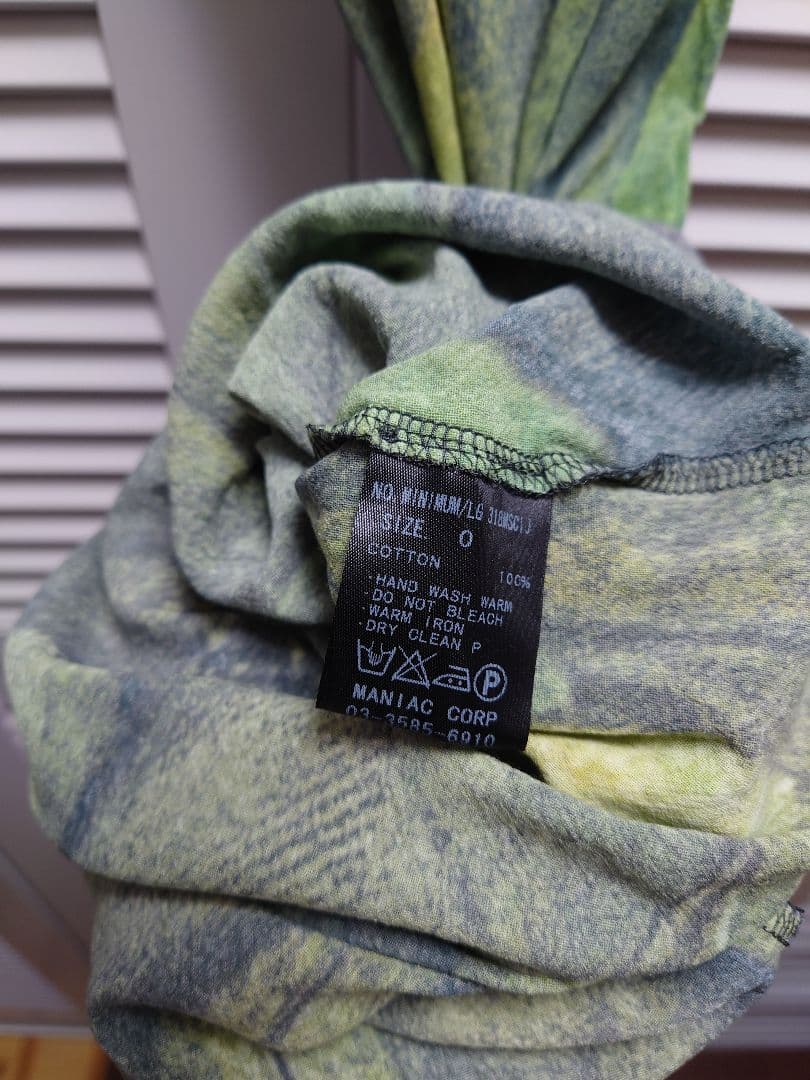 NO. MINIMUM/LG 318WSC1J
SIZE. 0
COTTON 100%
·HAND WASH WARM
·DO NOT BLEACH
·WARM IRON
·DRY CLEAN P
P
MANIAC CORP
03-3585-6910